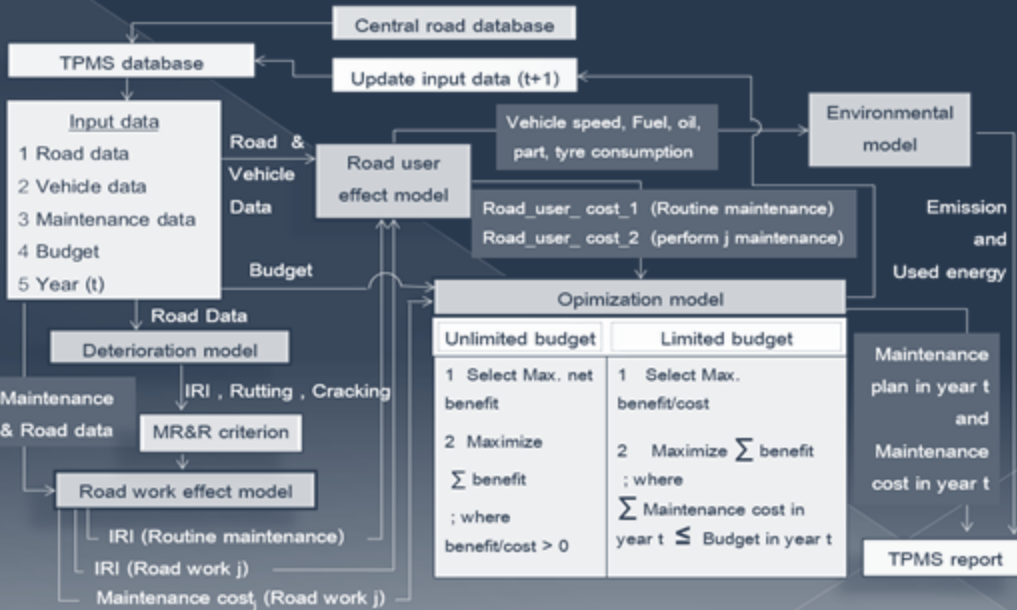 Central road database
TPMS database
Update input data (t+1)
Input data
1 Road data
2 Vehicle data
3 Maintenance data
4 Budget
5 Year (t)
Road &
Vehicle
Data
Road user
effect model
Vehicle speed, Fuel, oil,
part, tyre consumption
Environmental
model
Road_user_ cost_1 (Routine maintenance)
Road_user_ cost_2 (perform j maintenance)
Emission
and
Used energy
Budget
Road Data
Deterioration model
IRI , Rutting , Cracking
Maintenance
& Road data
MR&R criterion
Road work effect model
IRI (Routine maintenance)
IRI (Road work j)
Maintenance costj (Road work j)
Opimization model
Unlimited budget
1 Select Max. net
benefit
2 Maximize
∑ benefit
; where
benefit/cost > 0
Limited budget
1 Select Max.
benefit/cost
2 Maximize ∑ benefit
; where
∑ Maintenance cost in
year t ≤ Budget in year t
Maintenance
plan in year t
and
Maintenance
cost in year t
TPMS report